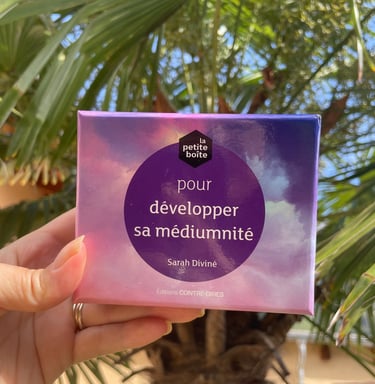 la
petite
boîte
pour
développer
sa médiumnité
Sarah Diviné
Éditions CONTRE-DIRES